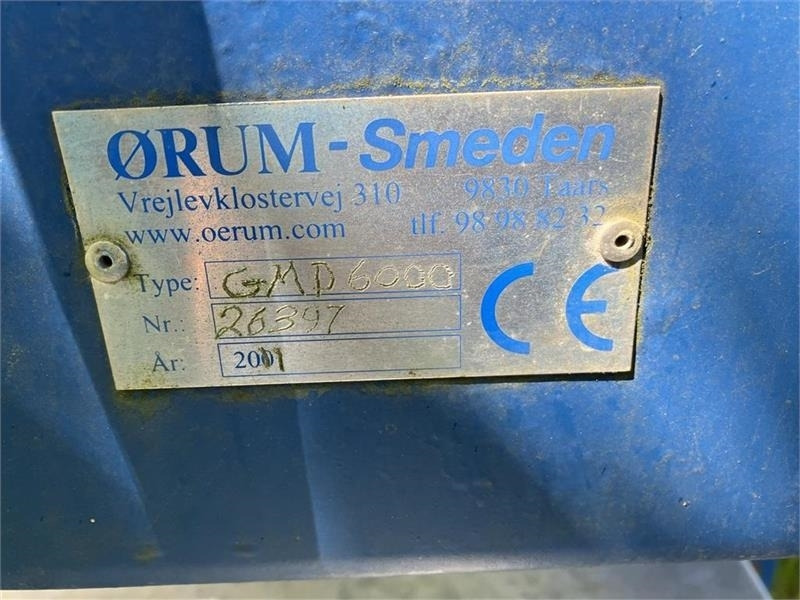 ØRUM-Smeden
Vrejlevklostervej 310 9830 Taars
www.oerum.com tlf. 98 98 82 32
Type: GMD 6000
Nr.: 26397
År: 2011
CE